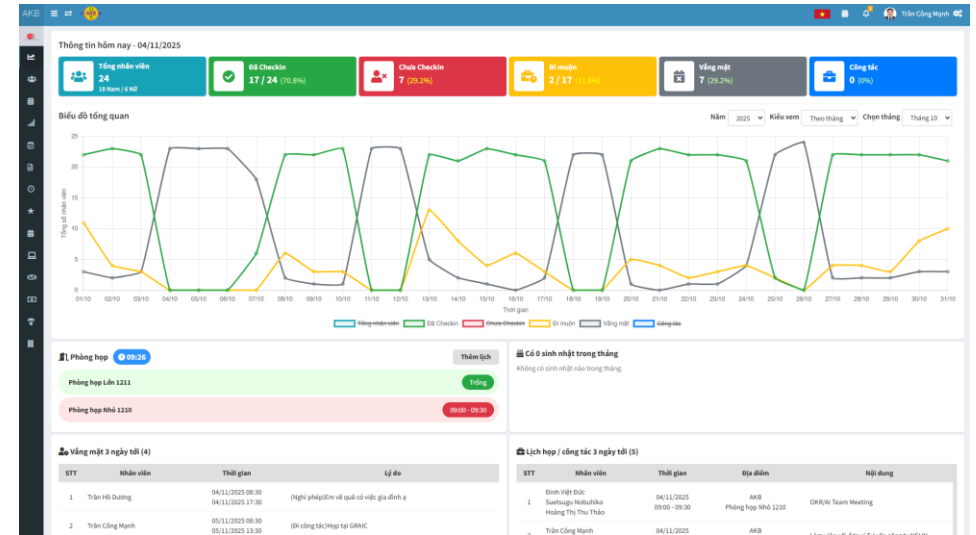 AKB
AKB
Trần Công Mạnh
Thông tin hôm nay - 04/11/2025
Tổng nhân viên
24
18 Nam / 6 Nữ
Đã Checkin
17 / 24 (70.8%)
Chưa Checkin
7 (29.2%)
Đi muộn
2 / 17 (11.8%)
Vắng mặt
7 (29.2%)
Công tác
0 (0%)
Biểu đồ tổng quan
Năm 2025 Kiểu xem Theo tháng Chọn tháng Tháng 10
Tổng số nhân viên
25
20
15
10
5
0
01/10 02/10 03/10 04/10 05/10 06/10 07/10 08/10 09/10 10/10 11/10 12/10 13/10 14/10 15/10 16/10 17/10 18/10 19/10 20/10 21/10 22/10 23/10 24/10 25/10 26/10 27/10 28/10 29/10 30/10 31/10
Thời gian
Tổng nhân viên Đã Checkin Chưa Checkin Đi muộn Vắng mặt Công tác
Phòng họp 09:26 Thêm lịch
Phòng họp Lớn 1211 Trống
Phòng họp Nhỏ 1210 09:00 - 09:30
Có 0 sinh nhật trong tháng
Không có sinh nhật nào trong tháng.
Vắng mặt 3 ngày tới (4)
STT Nhân viên Thời gian Lý do
1 Trần Hồ Dương 04/11/2025 08:30 04/11/2025 17:30 (Nghỉ phép)Em về quê có việc gia đình ạ
2 Trần Công Mạnh 05/11/2025 08:30 05/11/2025 13:30 (Đi công tác)Họp tại GRAIC
Lịch họp / công tác 3 ngày tới (5)
STT Nhân viên Thời gian Địa điểm Nội dung
1 Đinh Việt Đức Suetsugu Nobuhiko Hoàng Thị Thu Thảo 04/11/2025 09:00 - 09:30 AKB Phòng họp Nhỏ 1210 OKR/AI Team Meeting
Trần Công Mạnh 04/11/2025 AKB